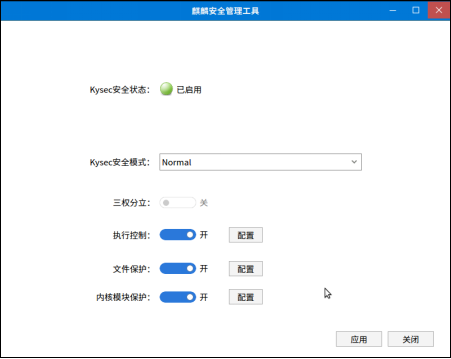 麒麟安全管理工具
Kysec安全状态： 已启用
Kysec安全模式： Normal
三权分立： 关
执行控制： 开 配置
文件保护： 开 配置
内核模块保护： 开 配置
应用 关闭